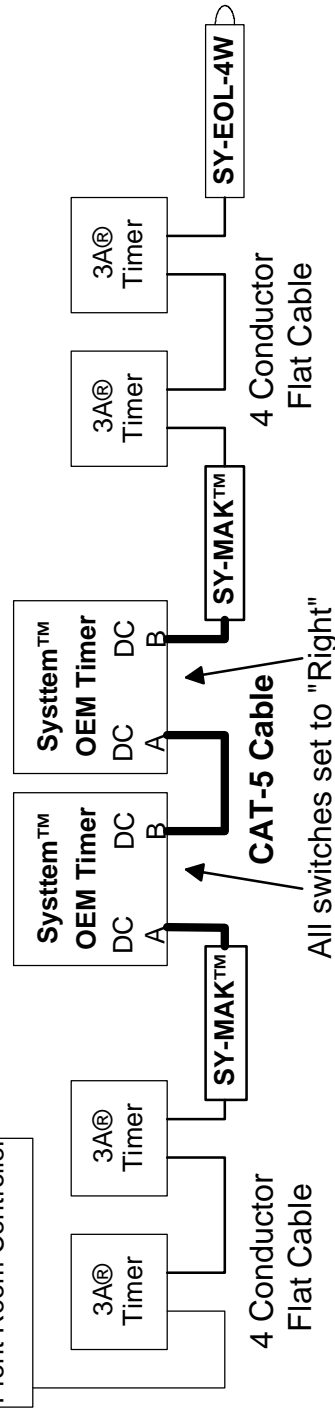 Front Room Controller
3A®
Timer
3A®
Timer
4 Conductor
Flat Cable
SY-MAK™
Systtem™
OEM Timer
DC
A
DC
B
Systtem™
OEM Timer
DC
A
DC
B
CAT-5 Cable
All switches set to "Right"
SY-MAK™
3A®
Timer
3A®
Timer
4 Conductor
Flat Cable
SY-EOL-4W